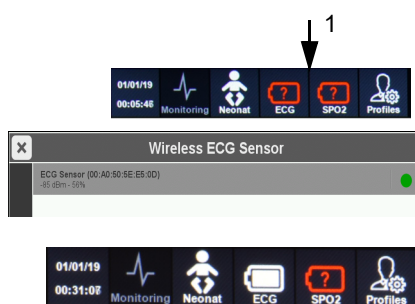 1
01/01/19
00:05:46
Monitoring
Neonat
?
ECG
?
SPO2
Profiles
X
Wireless ECG Sensor
ECG Sensor (00:A0:50:5E:E5:0D)
-85 dBm - 56%
01/01/19
00:31:07
Monitoring
Neonat
ECG
?
SPO2
Profiles